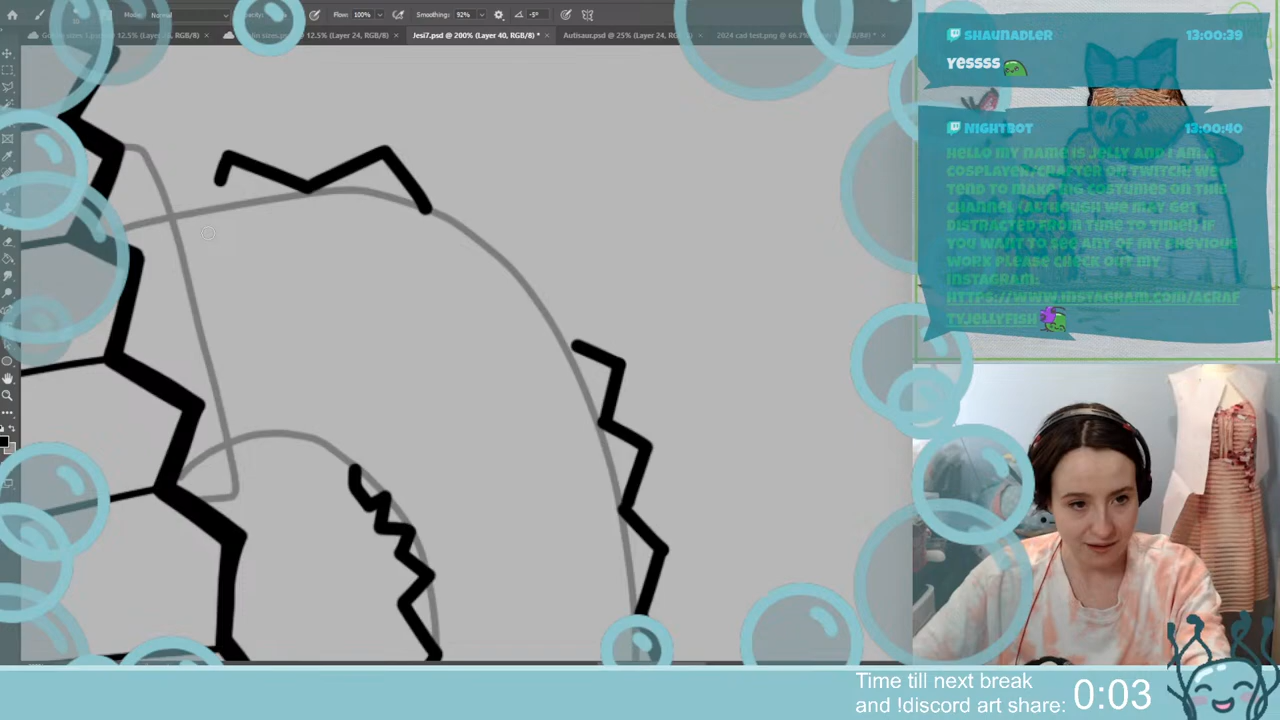 Mode: Normal Flow: 100% Smoothing: 92% -5°
Jesi7.psd @ 200% (Layer 40, RGB/8) * Autisaur.psd @ 25% (Layer 24, RGB/8)
SHAUNADLER 13:00:39
YESSSS
NIGHTBOT 13:00:40
HELLO MY NAME IS JELLY AND I AM A
COSPLAYER/CRAFTER ON TWITCH! WE
TEND TO MAKE BIG COSTUMES ON THIS
CHANNEL (ALTHOUGH WE MAY GET
DISTRACTED FROM TIME TO TIME!) IF
YOU WANT TO SEE ANY OF MY PREVIOUS
WORK PLEASE CHECK OUT MY
INSTAGRAM:
HTTPS://WWW.INSTAGRAM.COM/ACRAF
TYJELLYFISH
Time till next break
and !discord art share: 0:03